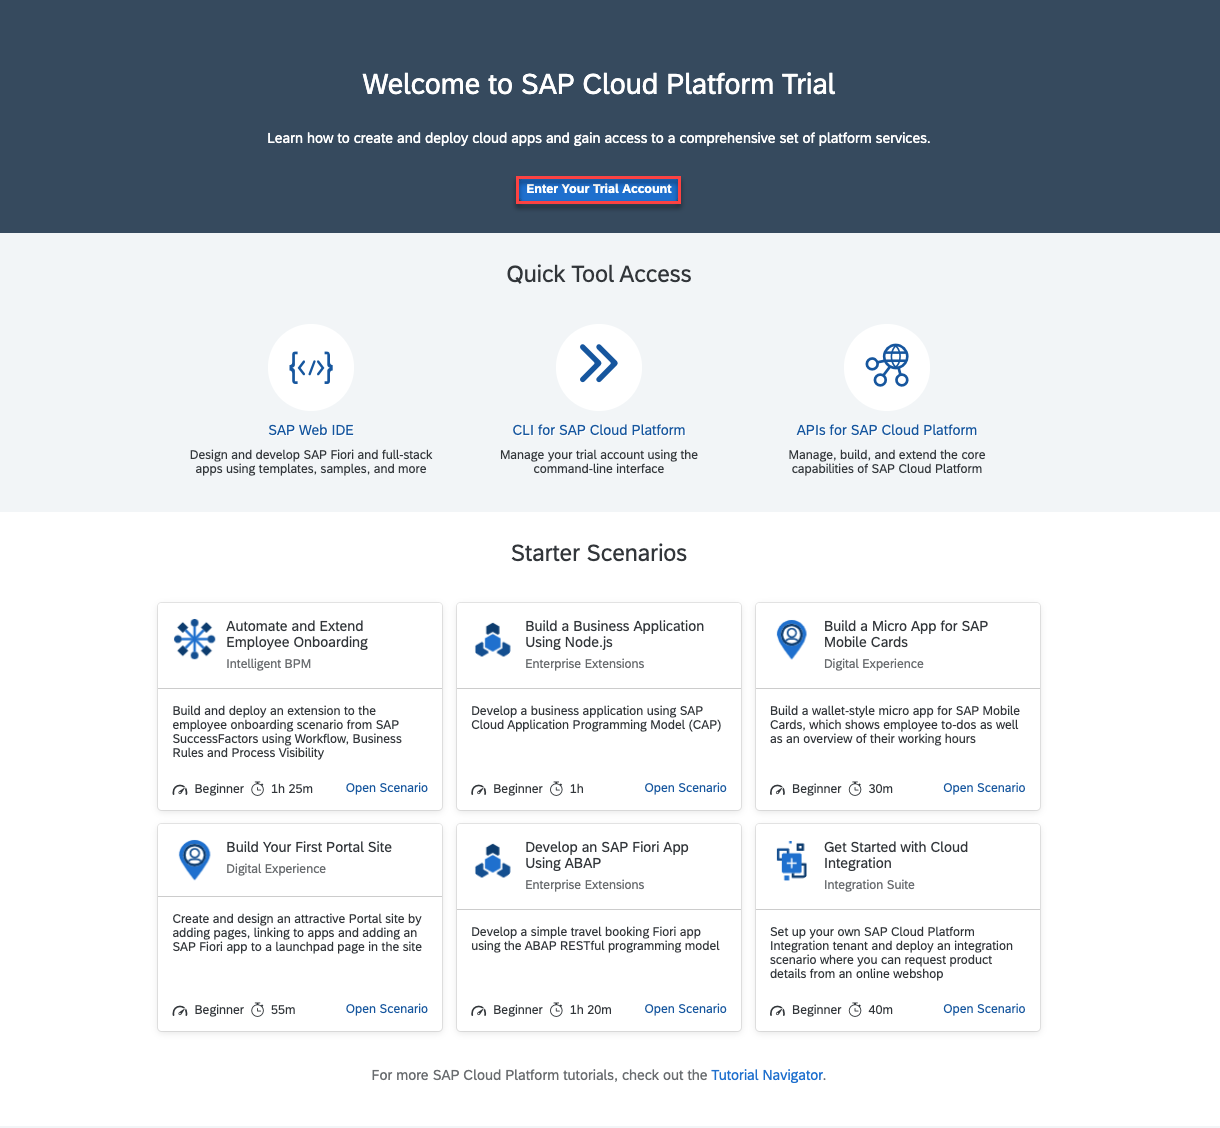 Welcome to SAP Cloud Platform Trial
Learn how to create and deploy cloud apps and gain access to a comprehensive set of platform services.
Enter Your Trial Account
Quick Tool Access
SAP Web IDE
Design and develop SAP Fiori and full-stack
apps using templates, samples, and more
CLI for SAP Cloud Platform
Manage your trial account using the
command-line interface
APIs for SAP Cloud Platform
Manage, build, and extend the core
capabilities of SAP Cloud Platform
Starter Scenarios
Automate and Extend
Employee Onboarding
Intelligent BPM
Build and deploy an extension to the
employee onboarding scenario from SAP
SuccessFactors using Workflow, Business
Rules and Process Visibility
Beginner 1h 25m Open Scenario
Build a Business Application
Using Node.js
Enterprise Extensions
Develop a business application using SAP
Cloud Application Programming Model (CAP)
Beginner 1h Open Scenario
Build a Micro App for SAP
Mobile Cards
Digital Experience
Build a wallet-style micro app for SAP Mobile
Cards, which shows employee to-dos as well
as an overview of their working hours
Beginner 30m Open Scenario
Build Your First Portal Site
Digital Experience
Create and design an attractive Portal site by
adding pages, linking to apps and adding an
SAP Fiori app to a launchpad page in the site
Beginner 55m Open Scenario
Develop an SAP Fiori App
Using ABAP
Enterprise Extensions
Develop a simple travel booking Fiori app
using the ABAP RESTful programming model
Beginner 1h 20m Open Scenario
Get Started with Cloud
Integration
Integration Suite
Set up your own SAP Cloud Platform
Integration tenant and deploy an integration
scenario where you can request product
details from an online webshop
Beginner 40m Open Scenario
For more SAP Cloud Platform tutorials, check out the Tutorial Navigator.